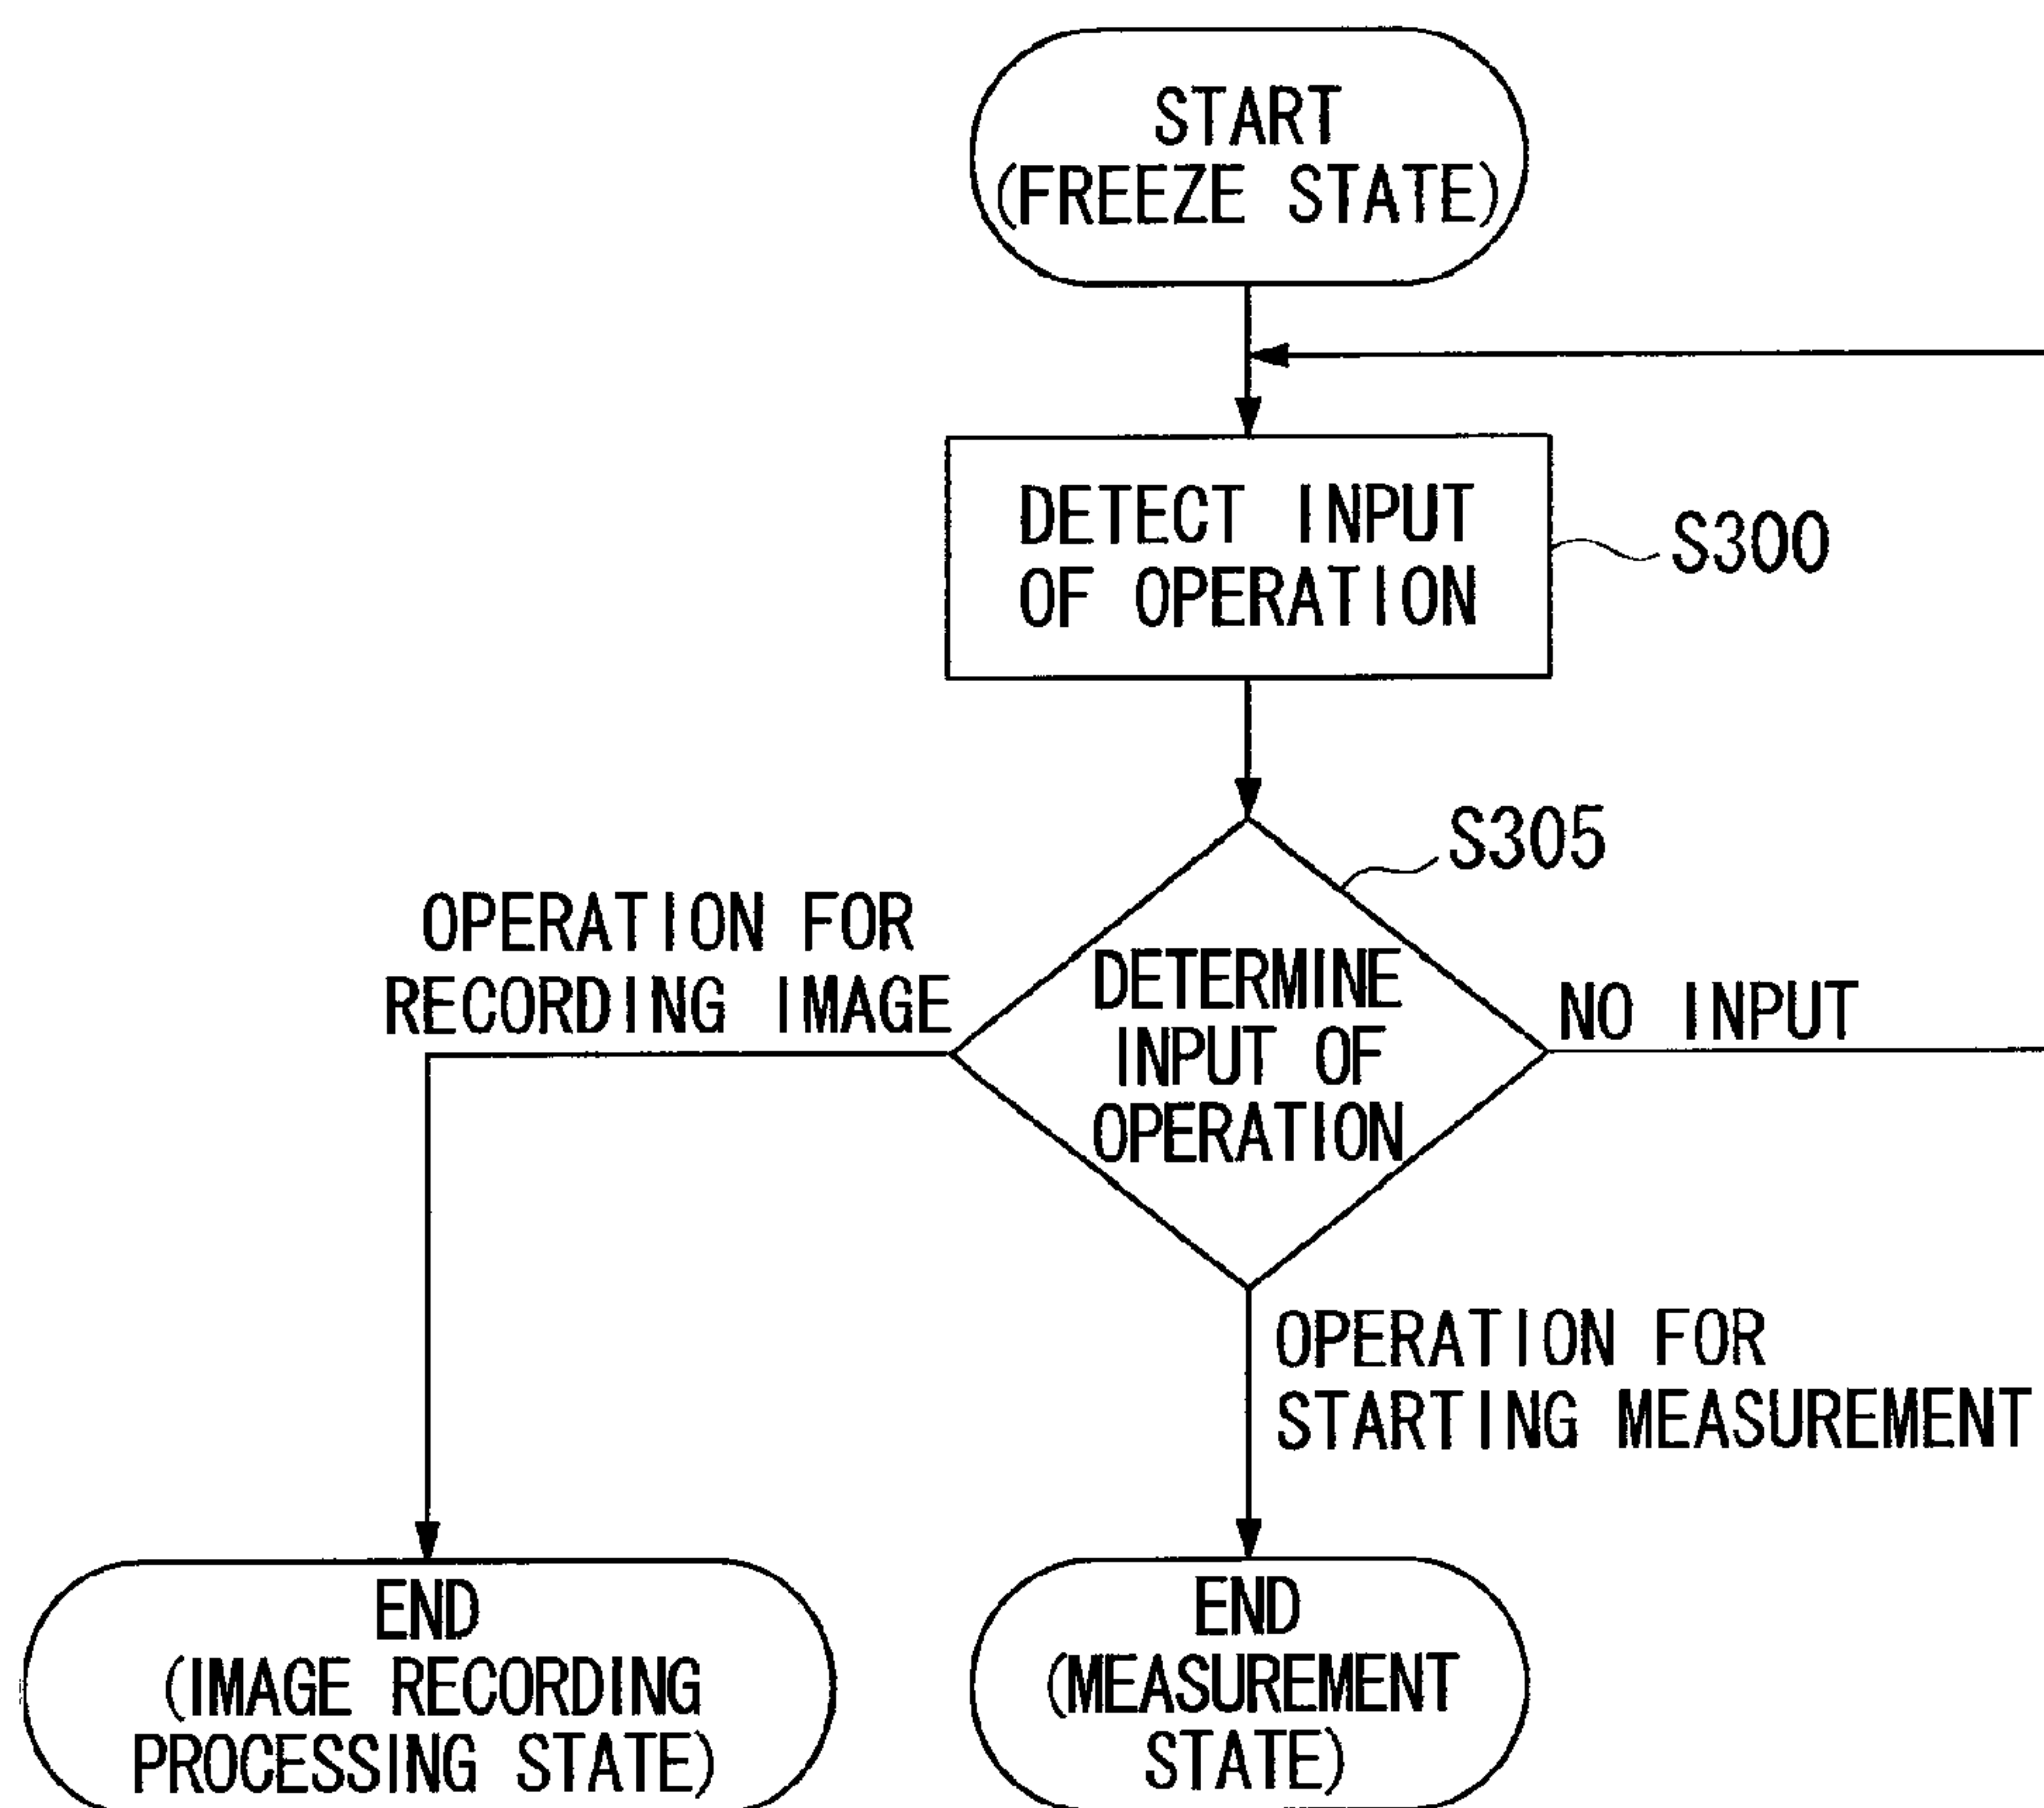 START
(FREEZE STATE)
DETECT INPUT
OF OPERATION
S300
S305
OPERATION FOR
RECORDING IMAGE
DETERMINE
INPUT OF
OPERATION
NO INPUT
OPERATION FOR
STARTING MEASUREMENT
END
(IMAGE RECORDING
PROCESSING STATE)
END
(MEASUREMENT
STATE)